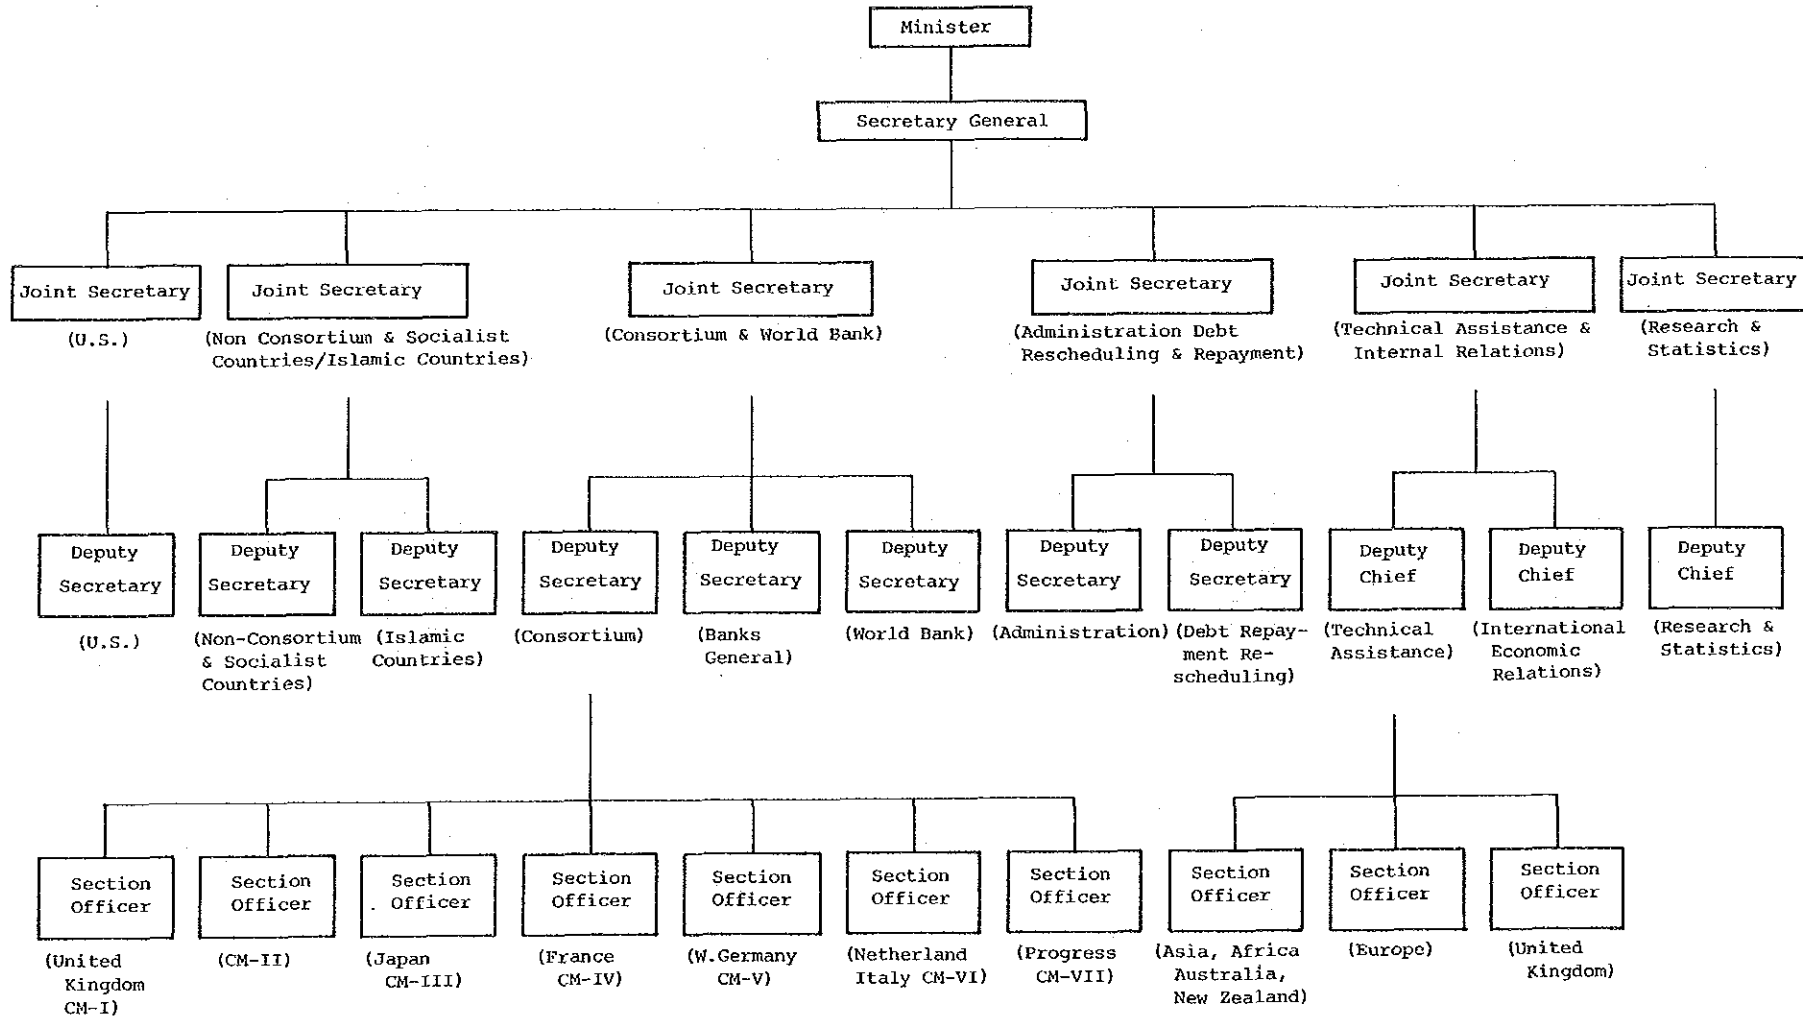 Minister
Secretary General
Joint Secretary
(U.S.)
Joint Secretary
(Non Consortium & Socialist
Countries/Islamic Countries)
Joint Secretary
(Consortium & World Bank)
Joint Secretary
(Administration Debt
Rescheduling & Repayment)
Joint Secretary
(Technical Assistance &
Internal Relations)
Joint Secretary
(Research &
Statistics)
Deputy
Secretary
(U.S.)
Deputy
Secretary
(Non-Consortium
& Socialist
Countries)
Deputy
Secretary
(Islamic
Countries)
Deputy
Secretary
(Consortium)
Deputy
Secretary
(Banks
General)
Deputy
Secretary
(World Bank)
Deputy
Secretary
(Administration)
Deputy
Secretary
(Debt Repay-
ment Re-
scheduling)
Deputy
Chief
(Technical
Assistance)
Deputy
Chief
(International
Economic
Relations)
Deputy
Chief
(Research &
Statistics)
Section
Officer
(United
Kingdom
CM-I)
Section
Officer
(CM-II)
Section
Officer
(Japan
CM-III)
Section
Officer
(France
CM-IV)
Section
Officer
(W.Germany
CM-V)
Section
Officer
(Netherland
Italy CM-VI)
Section
Officer
(Progress
CM-VII)
Section
Officer
(Asia, Africa
Australia,
New Zealand)
Section
Officer
(Europe)
Section
Officer
(United
Kingdom)